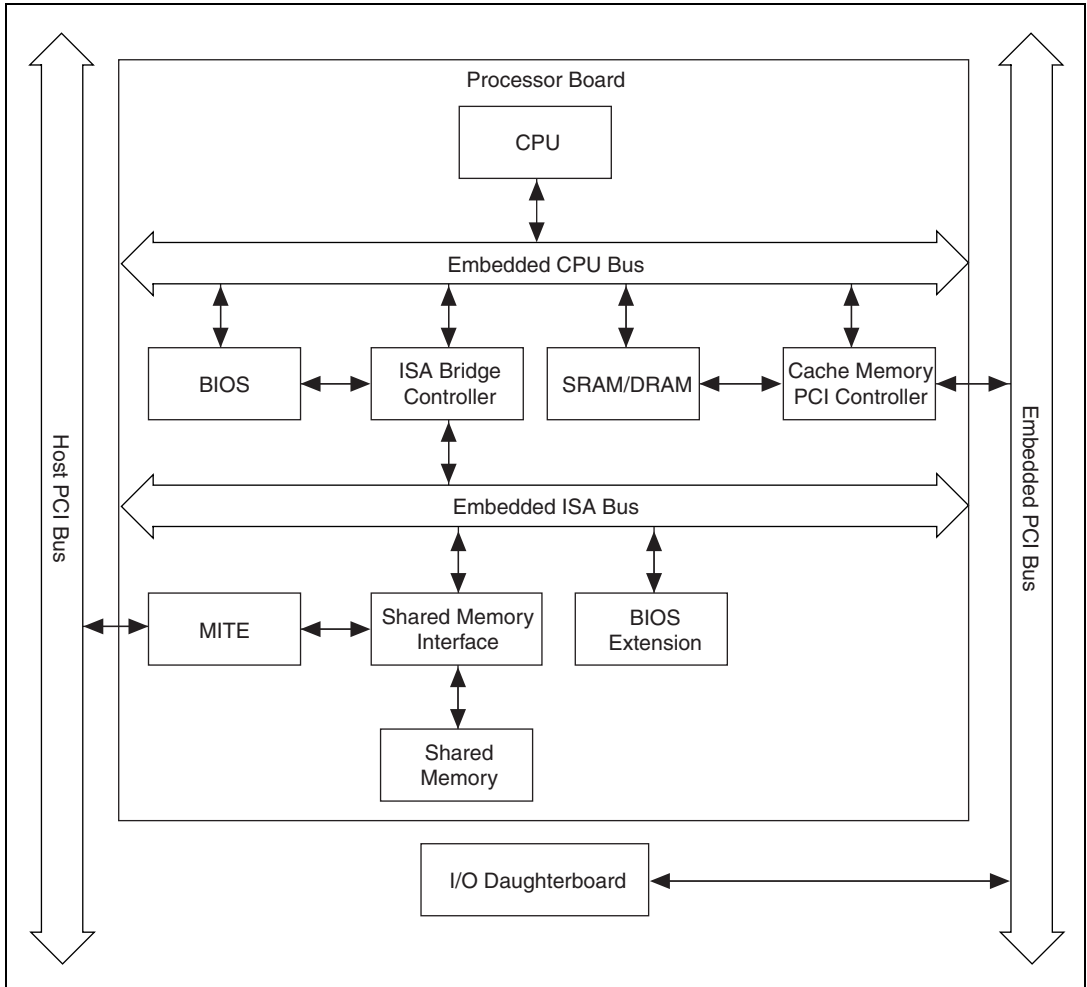 Processor Board
CPU
Embedded CPU Bus
BIOS
ISA Bridge
Controller
SRAM/DRAM
Cache Memory
PCI Controller
Host PCI Bus
Embedded PCI Bus
Embedded ISA Bus
MITE
Shared Memory
Interface
BIOS
Extension
Shared
Memory
I/O Daughterboard